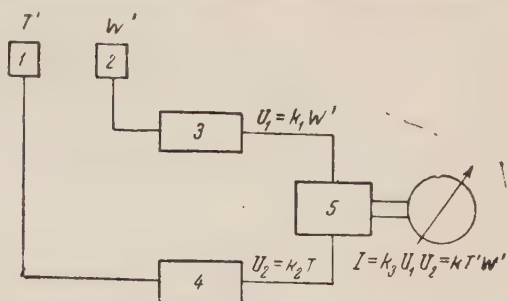 T' W'
1 2
3 U₁ = k₁W'
5
4 U₂ = k₂T I = k₃U₁U₂ = kT'W'